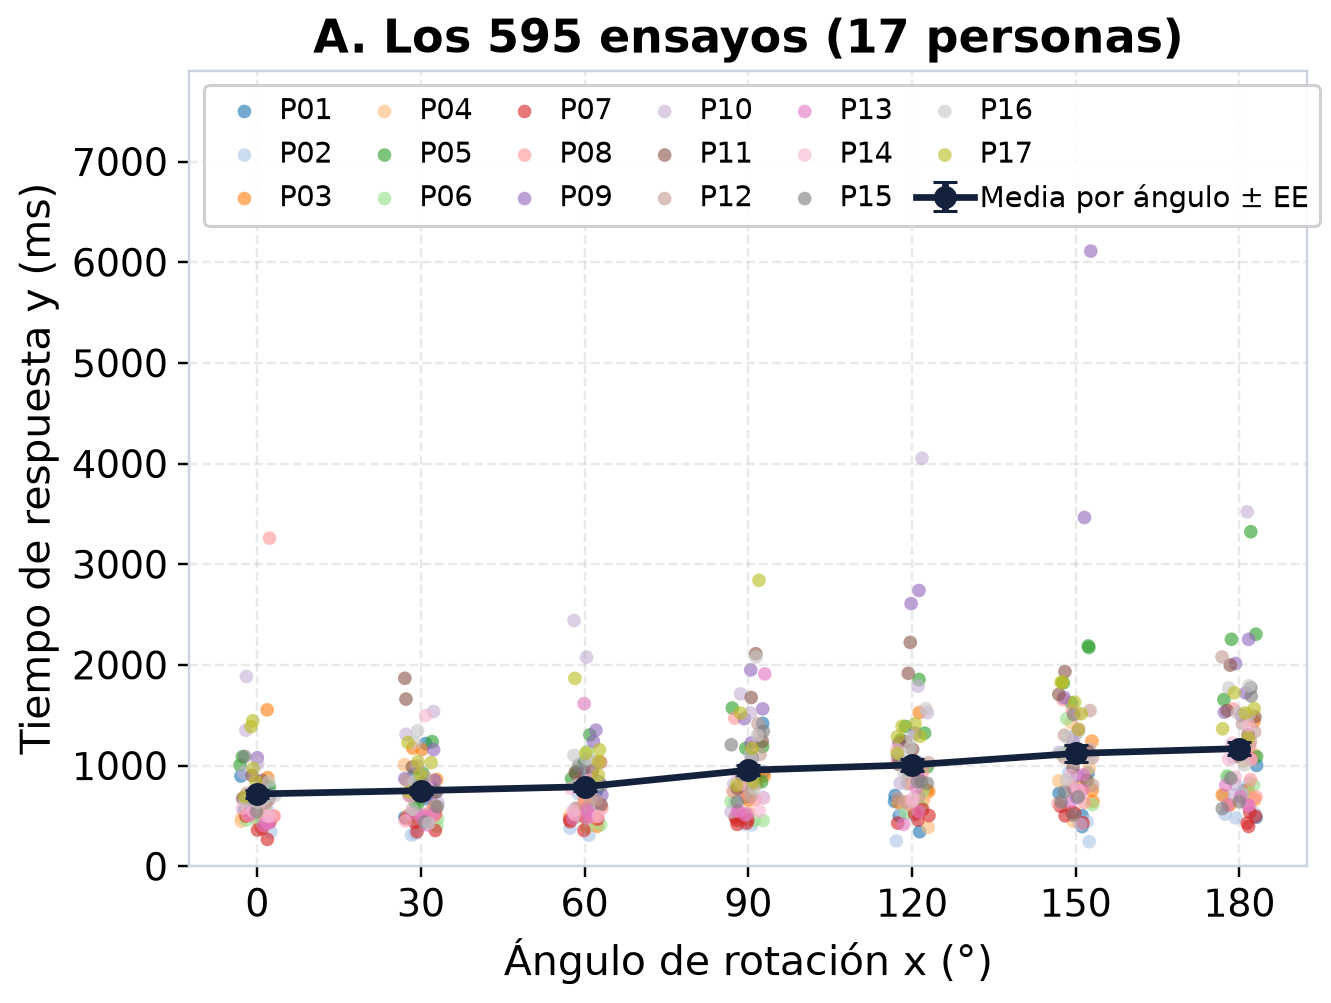 A. Los 595 ensayos (17 personas)
P01 P04 P07 P10 P13 P16
P02 P05 P08 P11 P14 P17
P03 P06 P09 P12 P15 Media por ángulo ± EE
Tiempo de respuesta y (ms)
7000
6000
5000
4000
3000
2000
1000
0
0 30 60 90 120 150 180
Ángulo de rotación x (°)